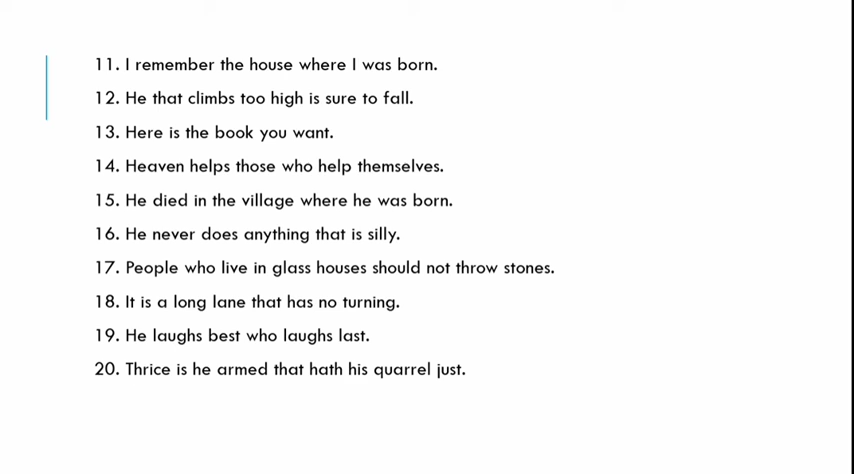 11. I remember the house where I was born.
12. He that climbs too high is sure to fall.
13. Here is the book you want.
14. Heaven helps those who help themselves.
15. He died in the village where he was born.
16. He never does anything that is silly.
17. People who live in glass houses should not throw stones.
18. It is a long lane that has no turning.
19. He laughs best who laughs last.
20. Thrice is he armed that hath his quarrel just.